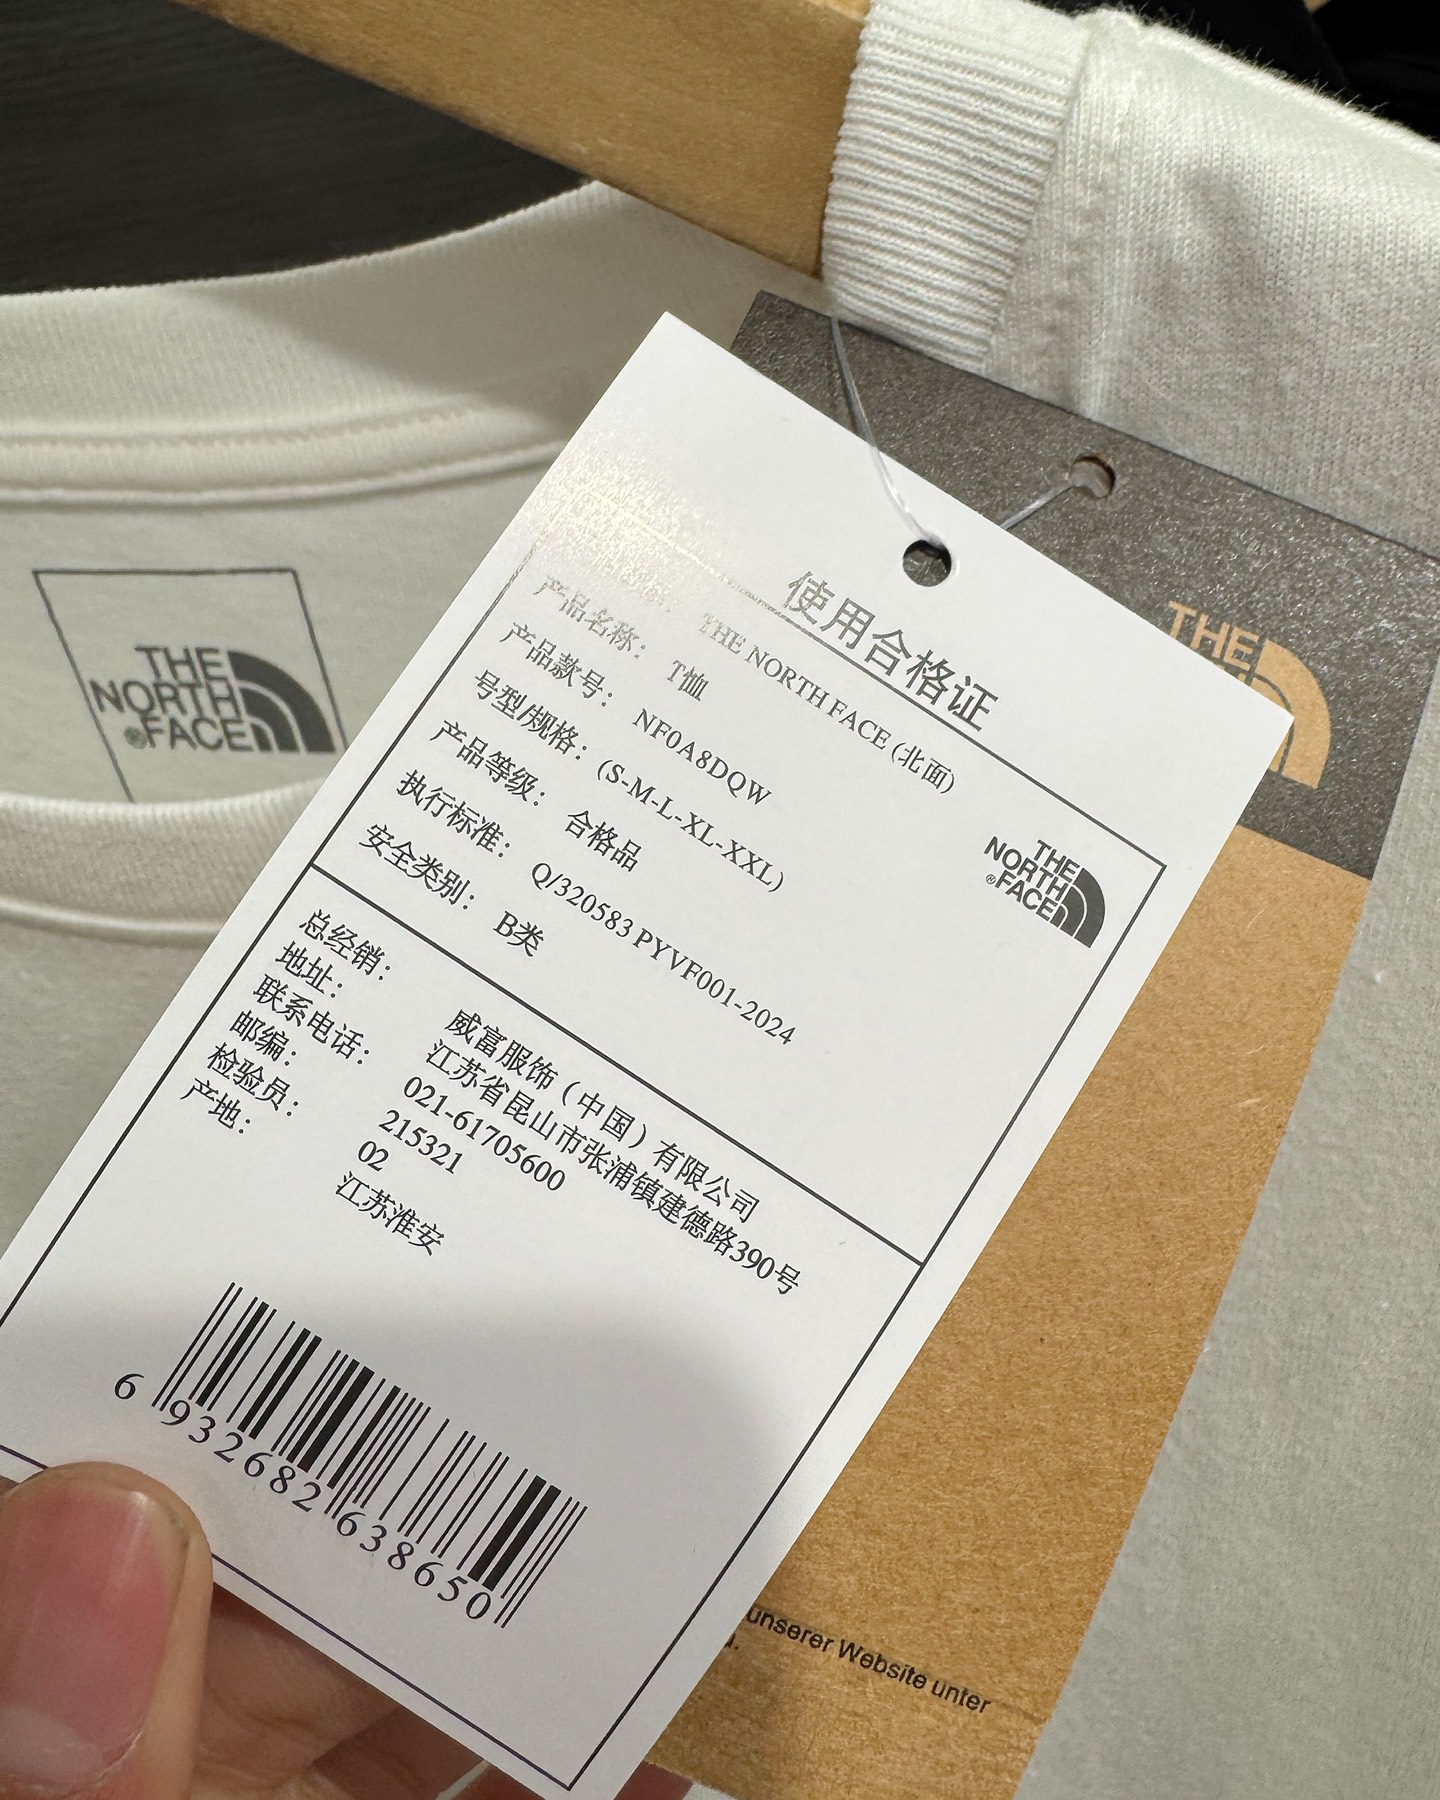 THE
NORTH
®FACE
THE
使用合格证
THE NORTH FACE (北面)
产品名称： T恤
产品款号： NF0A8DQW
号型/规格： (S-M-L-XL-XXL)
产品等级： 合格品
执行标准： Q/320583 PYVF001-2024
安全类别： B类
THE
NORTH
®FACE
总经销： 威富服饰（中国）有限公司
地址： 江苏省昆山市张浦镇建德路390号
联系电话： 021-61705600
邮编： 215321
检验员： 02
产地： 江苏淮安
6 932682 638650
unserer Website unter